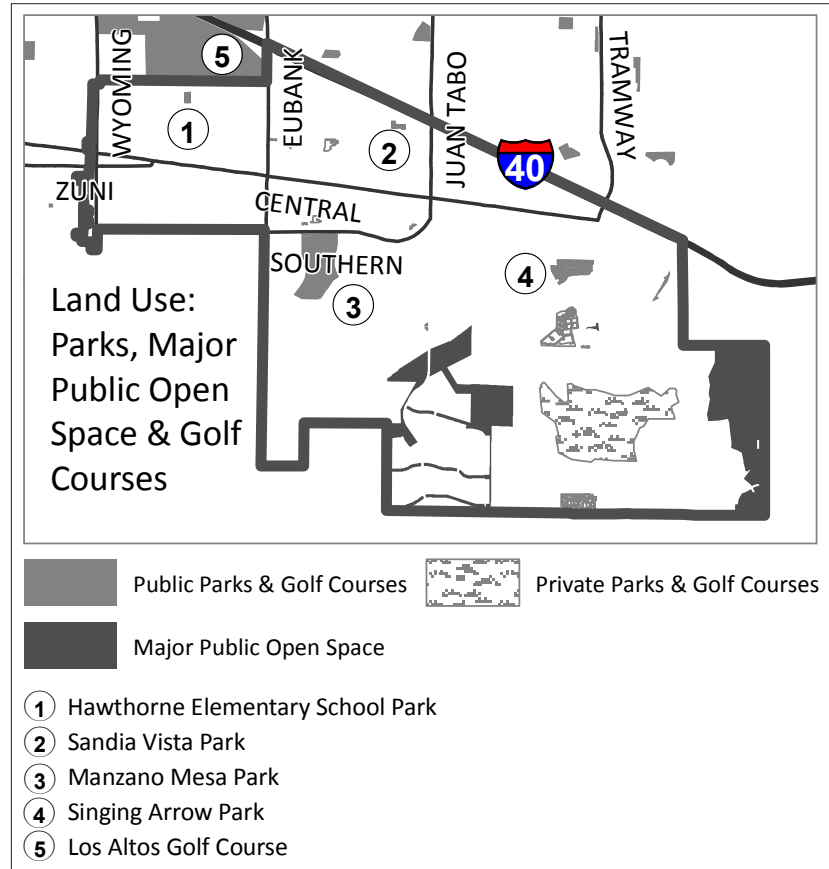 WYOMING
5
EUBANK
JUAN TABO
TRAMWAY
1
2
40
ZUNI
CENTRAL
SOUTHERN
4
3
Land Use:
Parks, Major
Public Open
Space & Golf
Courses
Public Parks & Golf Courses
Private Parks & Golf Courses
Major Public Open Space
1 Hawthorne Elementary School Park
2 Sandia Vista Park
3 Manzano Mesa Park
4 Singing Arrow Park
5 Los Altos Golf Course